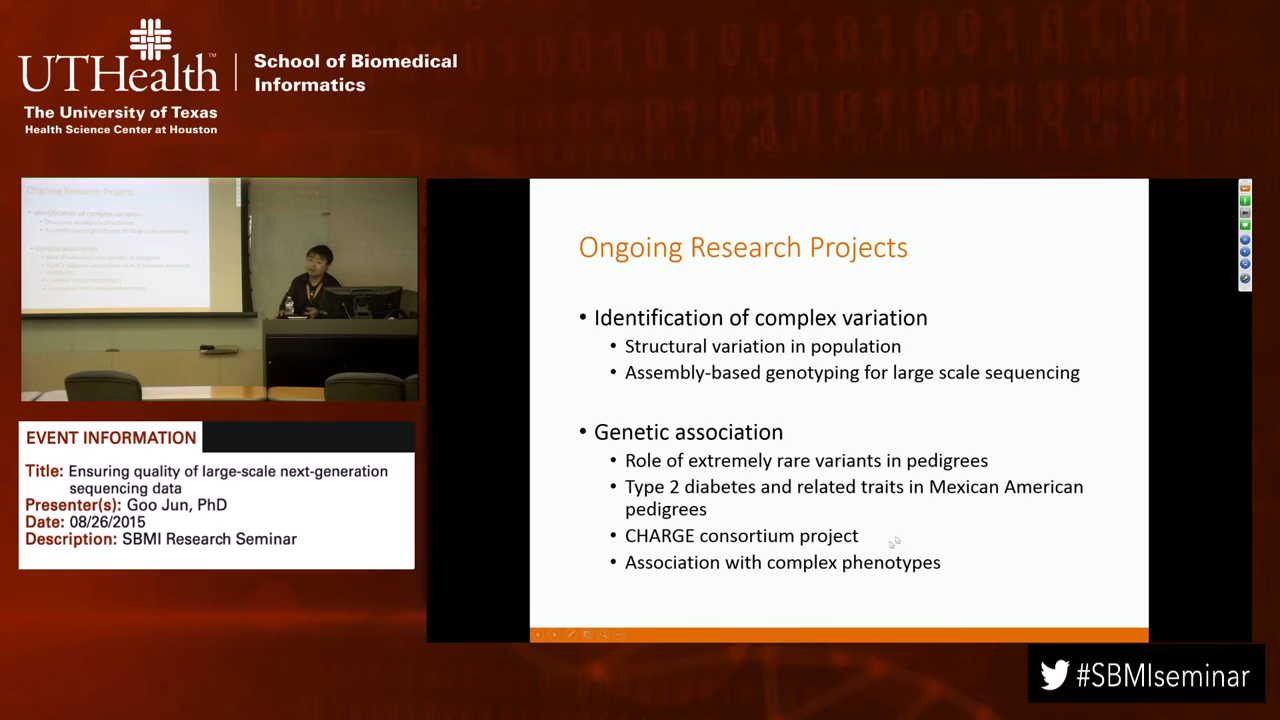 UTHealth™
The University of Texas
Health Science Center at Houston
School of Biomedical
Informatics
Ongoing Research Projects
• Identification of complex variation
• Structural variation in population
• Assembly-based genotyping for large scale sequencing
• Genetic association
• Role of extremely rare variants in pedigrees
• Type 2 diabetes and related traits in Mexican American
pedigrees
• CHARGE consortium project
• Association with complex phenotypes
EVENT INFORMATION
Title: Ensuring quality of large-scale next-generation
sequencing data
Presenter(s): Goo Jun, PhD
Date: 08/26/2015
Description: SBMI Research Seminar
#SBMIseminar